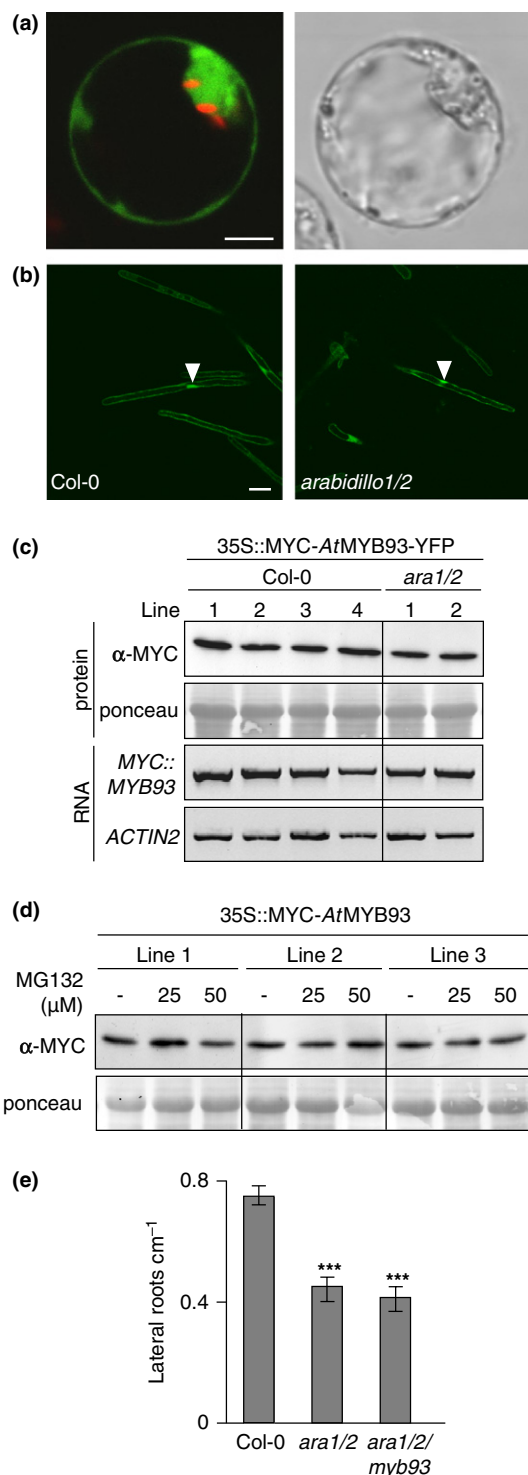 (a)
(b)
Col-0
arabidillo1/2
(c)
35S::MYC-AtMYB93-YFP
Col-0 ara1/2
Line 1 2 3 4 1 2
protein
α-MYC
ponceau
RNA
MYC::
MYB93
ACTIN2
(d)
35S::MYC-AtMYB93
Line 1 Line 2 Line 3
MG132
(μM)
- 25 50 - 25 50 - 25 50
α-MYC
ponceau
(e)
Lateral roots cm⁻¹
0.8
0.4
0
***
***
Col-0 ara1/2 ara1/2/
myb93